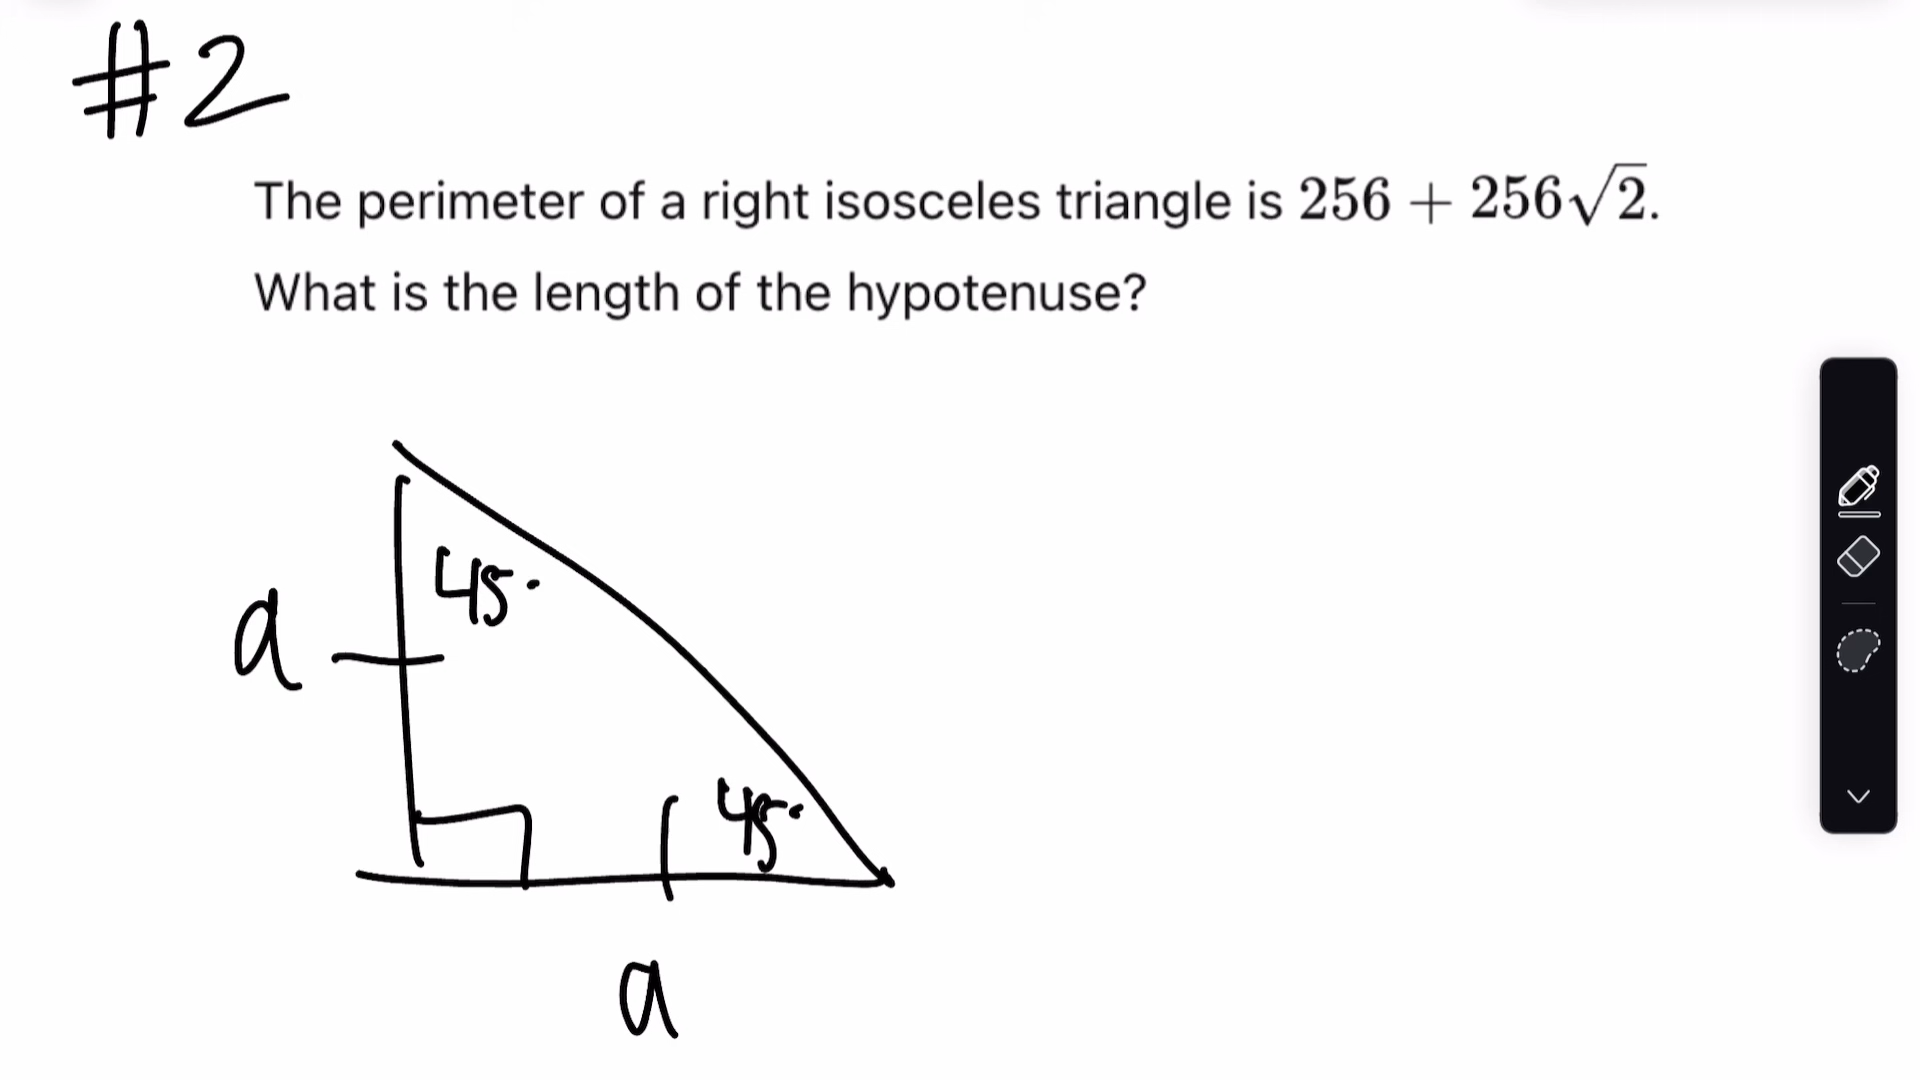 #2
The perimeter of a right isosceles triangle is 256 + 256√2.
What is the length of the hypotenuse?
45°
a
45°
a